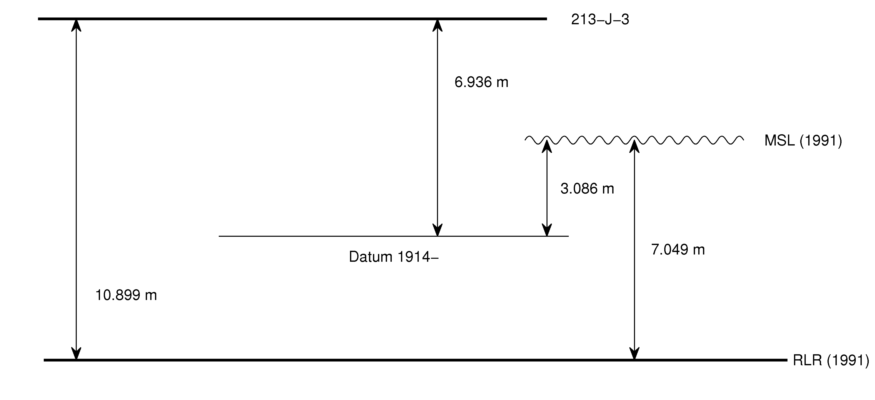 213–J–3
6.936 m
MSL (1991)
3.086 m
7.049 m
Datum 1914–
10.899 m
RLR (1991)